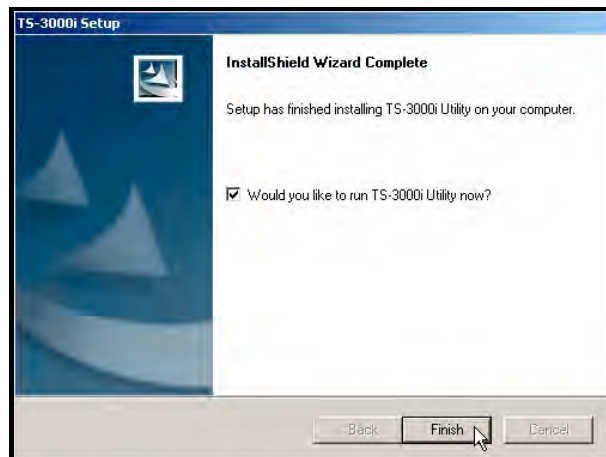 TS-3000i Setup
InstallShield Wizard Complete
Setup has finished installing TS-3000i Utility on your computer.
Would you like to run TS-3000i Utility now?
Back Finish Cancel